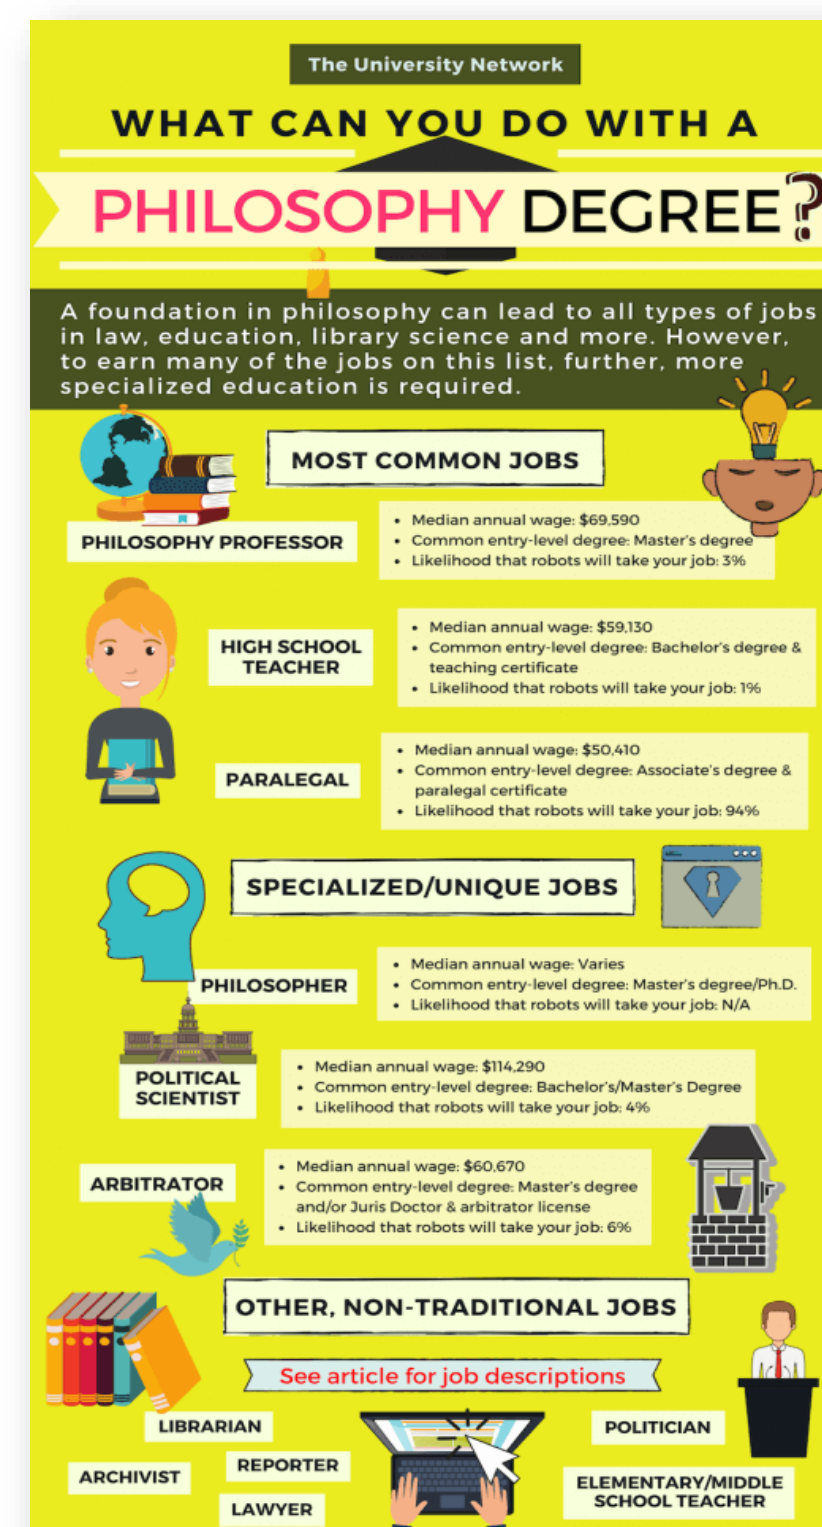 The University Network
WHAT CAN YOU DO WITH A
PHILOSOPHY DEGREE?
A foundation in philosophy can lead to all types of jobs
in law, education, library science and more. However,
to earn many of the jobs on this list, further, more
specialized education is required.
MOST COMMON JOBS
PHILOSOPHY PROFESSOR
• Median annual wage: $69,590
• Common entry-level degree: Master's degree
• Likelihood that robots will take your job: 3%
HIGH SCHOOL
TEACHER
• Median annual wage: $59,130
• Common entry-level degree: Bachelor's degree &
teaching certificate
• Likelihood that robots will take your job: 1%
PARALEGAL
• Median annual wage: $50,410
• Common entry-level degree: Associate's degree &
paralegal certificate
• Likelihood that robots will take your job: 94%
SPECIALIZED/UNIQUE JOBS
PHILOSOPHER
• Median annual wage: Varies
• Common entry-level degree: Master's degree/Ph.D.
• Likelihood that robots will take your job: N/A
POLITICAL
SCIENTIST
• Median annual wage: $114,290
• Common entry-level degree: Bachelor's/Master's Degree
• Likelihood that robots will take your job: 4%
ARBITRATOR
• Median annual wage: $60,670
• Common entry-level degree: Master's degree
and/or Juris Doctor & arbitrator license
• Likelihood that robots will take your job: 6%
OTHER, NON-TRADITIONAL JOBS
See article for job descriptions
LIBRARIAN
POLITICIAN
REPORTER
ARCHIVIST
ELEMENTARY/MIDDLE
SCHOOL TEACHER
LAWYER